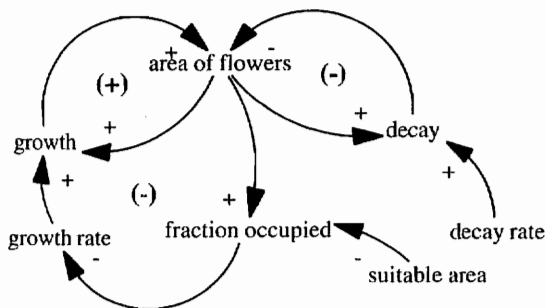 + -
area of flowers
(+) (-)
+ +
growth decay
+ +
(-)
+
growth rate fraction occupied decay rate
- -
suitable area